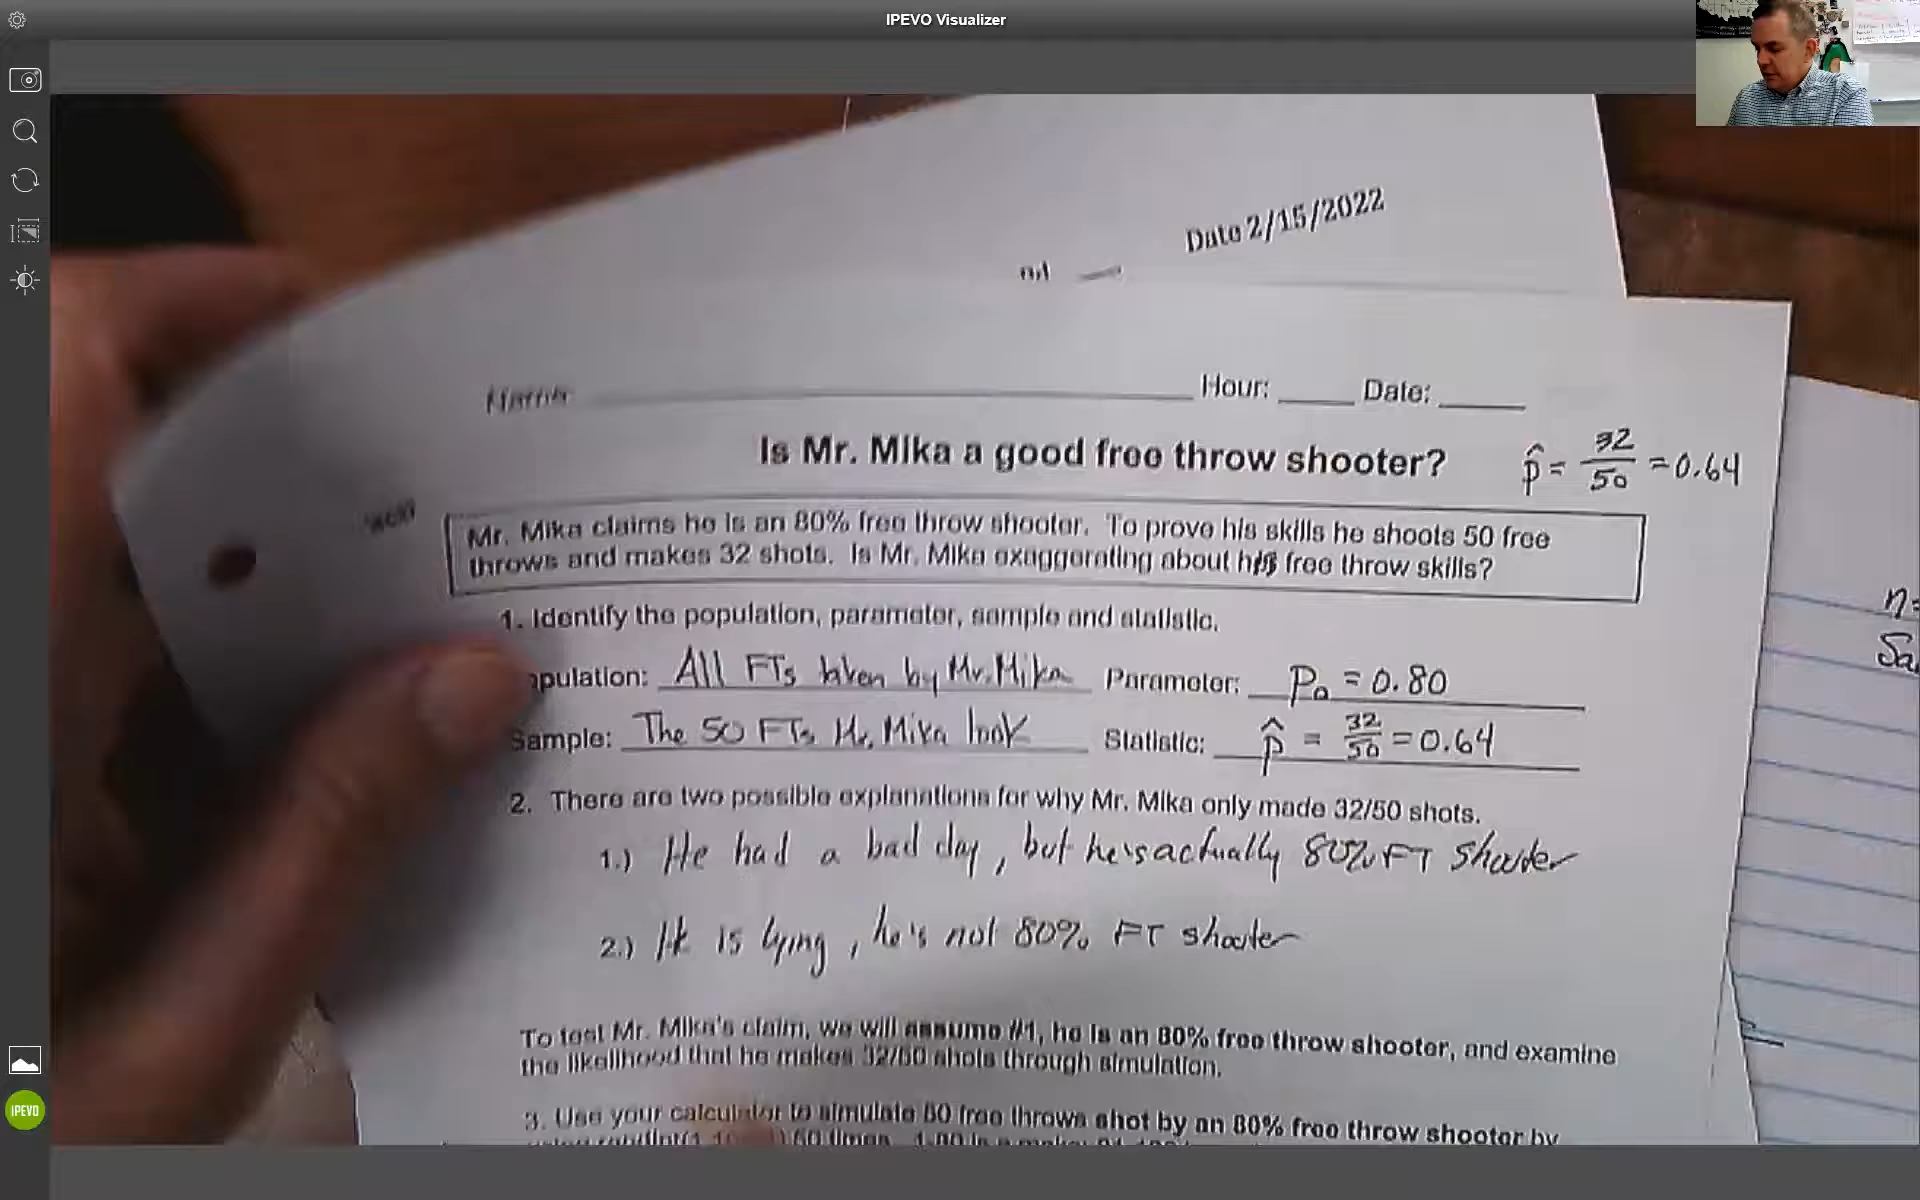 IPEVO Visualizer
Date 2/15/2022
Name Hour: Date:
Is Mr. Mika a good free throw shooter?
p̂ = 32/50 = 0.64
Mr. Mika claims he is an 80% free throw shooter. To prove his skills he shoots 50 free
throws and makes 32 shots. Is Mr. Mika exaggerating about his free throw skills?
1. Identify the population, parameter, sample and statistic.
opulation: All FTs taken by Mr. Mika Parameter: P₀ = 0.80
Sample: The 50 FTs Mr. Mika took Statistic: p̂ = 32/50 = 0.64
2. There are two possible explanations for why Mr. Mika only made 32/50 shots.
1.) He had a bad day, but he's actually 80% FT shooter
2.) He is lying, he's not 80% FT shooter
To test Mr. Mika's claim, we will assume #1, he is an 80% free throw shooter, and examine
the likelihood that he makes 32/50 shots through simulation.
3. Use your calculator to simulate 50 free throws shot by an 80% free throw shooter by
n=
Sa
IPEVO